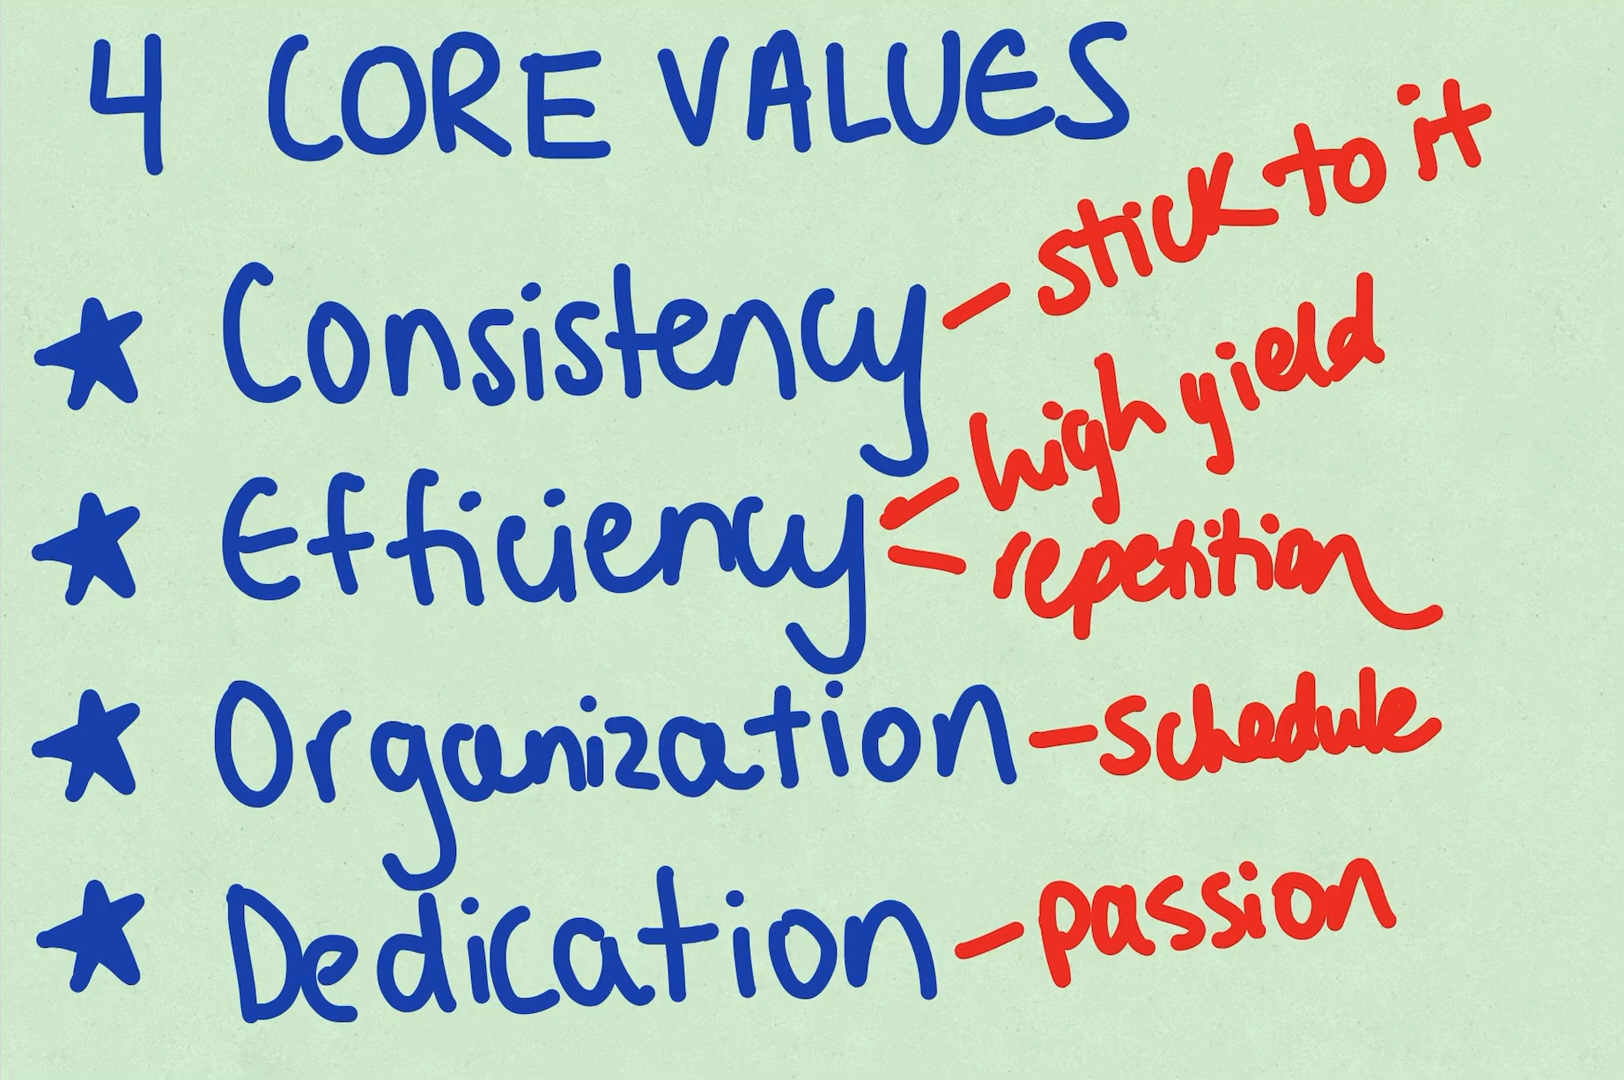 4 CORE VALUES
Consistency - stick to it
Efficiency - high yield
- repetition
Organization - schedule
Dedication - passion